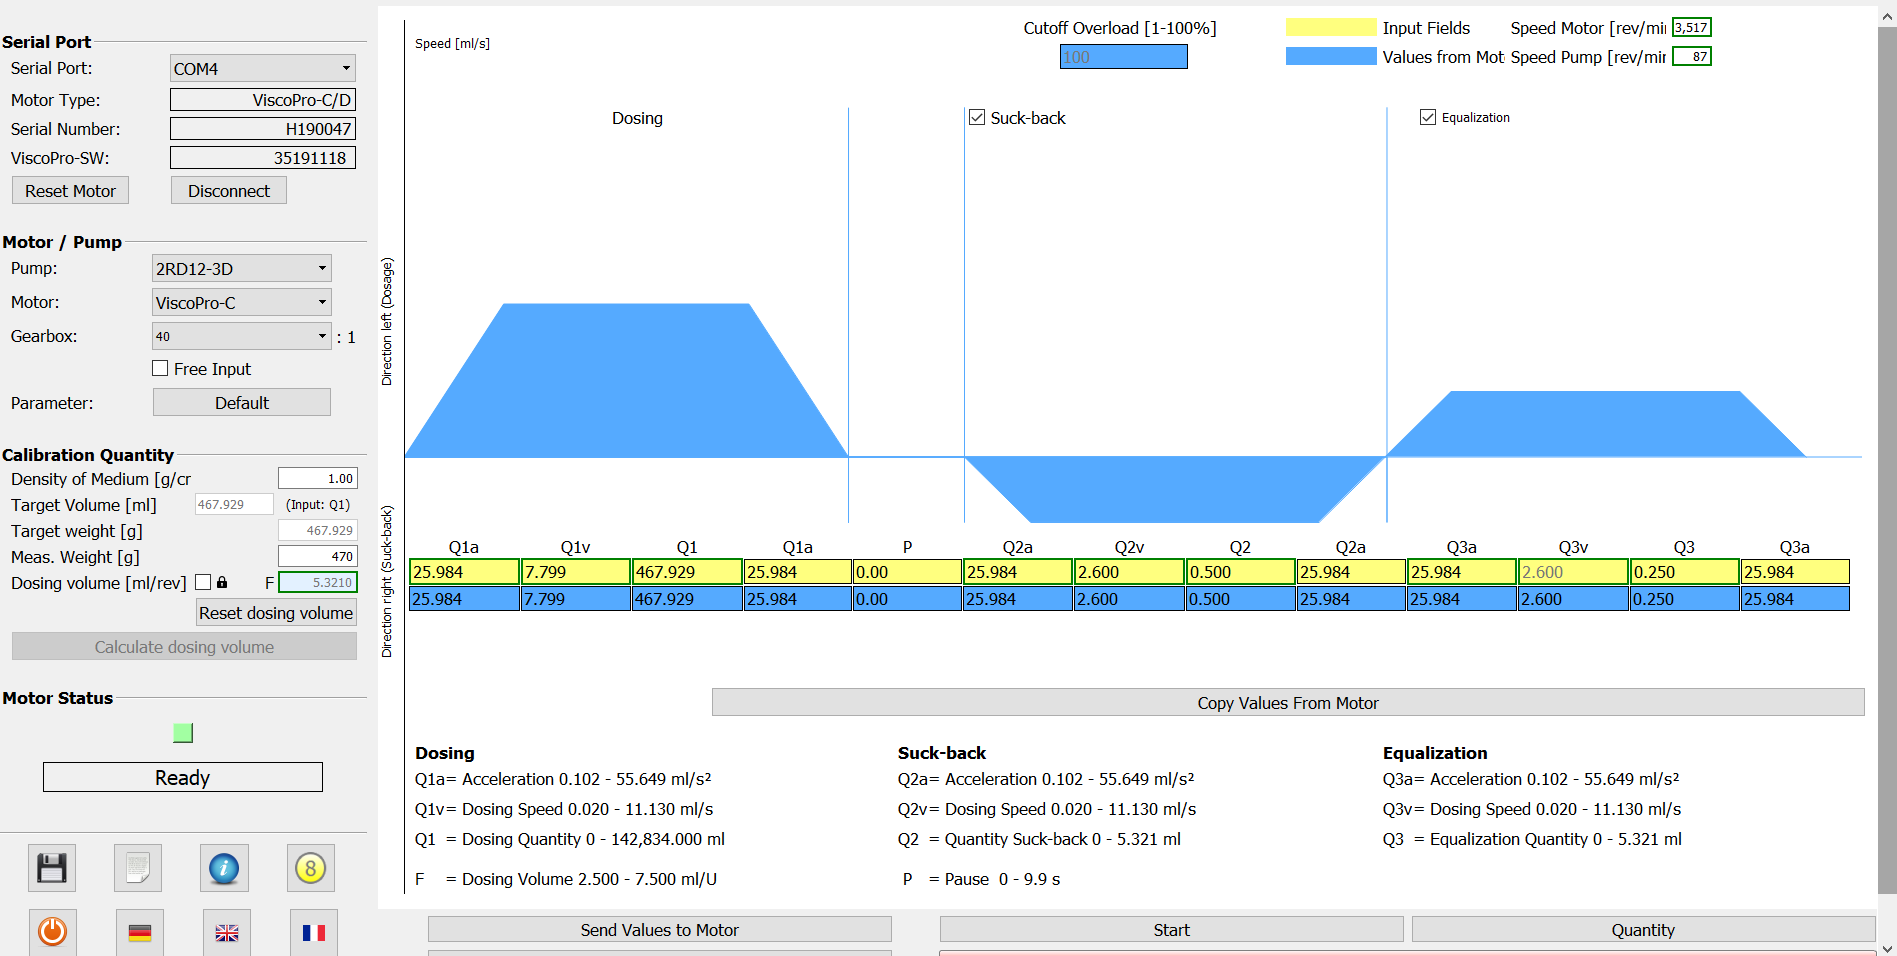 Serial Port
Serial Port:
COM4
Motor Type:
ViscoPro-C/D
Serial Number:
H190047
ViscoPro-SW:
35191118
Reset Motor
Disconnect
Motor / Pump
Pump:
2RD12-3D
Motor:
ViscoPro-C
Gearbox:
40
: 1
Free Input
Parameter:
Default
Calibration Quantity
Density of Medium [g/cr
1.00
Target Volume [ml]
467.929
(Input: Q1)
Target weight [g]
467.929
Meas. Weight [g]
470
Dosing volume [ml/rev]
F
5.3210
Reset dosing volume
Calculate dosing volume
Motor Status
Ready
i
8
Speed [ml/s]
Cutoff Overload [1-100%]
100
Input Fields
Values from Mot
Speed Motor [rev/mir
3,517
Speed Pump [rev/mir
87
Dosing
Suck-back
Equalization
Direction left (Dosage)
Direction right (Suck-back)
Q1a Q1v Q1 Q1a P Q2a Q2v Q2 Q2a Q3a Q3v Q3 Q3a
25.984 7.799 467.929 25.984 0.00 25.984 2.600 0.500 25.984 25.984 2.600 0.250 25.984
25.984 7.799 467.929 25.984 0.00 25.984 2.600 0.500 25.984 25.984 2.600 0.250 25.984
Copy Values From Motor
Dosing
Q1a= Acceleration 0.102 - 55.649 ml/s²
Q1v= Dosing Speed 0.020 - 11.130 ml/s
Q1 = Dosing Quantity 0 - 142,834.000 ml
F = Dosing Volume 2.500 - 7.500 ml/U
Suck-back
Q2a= Acceleration 0.102 - 55.649 ml/s²
Q2v= Dosing Speed 0.020 - 11.130 ml/s
Q2 = Quantity Suck-back 0 - 5.321 ml
P = Pause 0 - 9.9 s
Equalization
Q3a= Acceleration 0.102 - 55.649 ml/s²
Q3v= Dosing Speed 0.020 - 11.130 ml/s
Q3 = Equalization Quantity 0 - 5.321 ml
Send Values to Motor
Start
Quantity